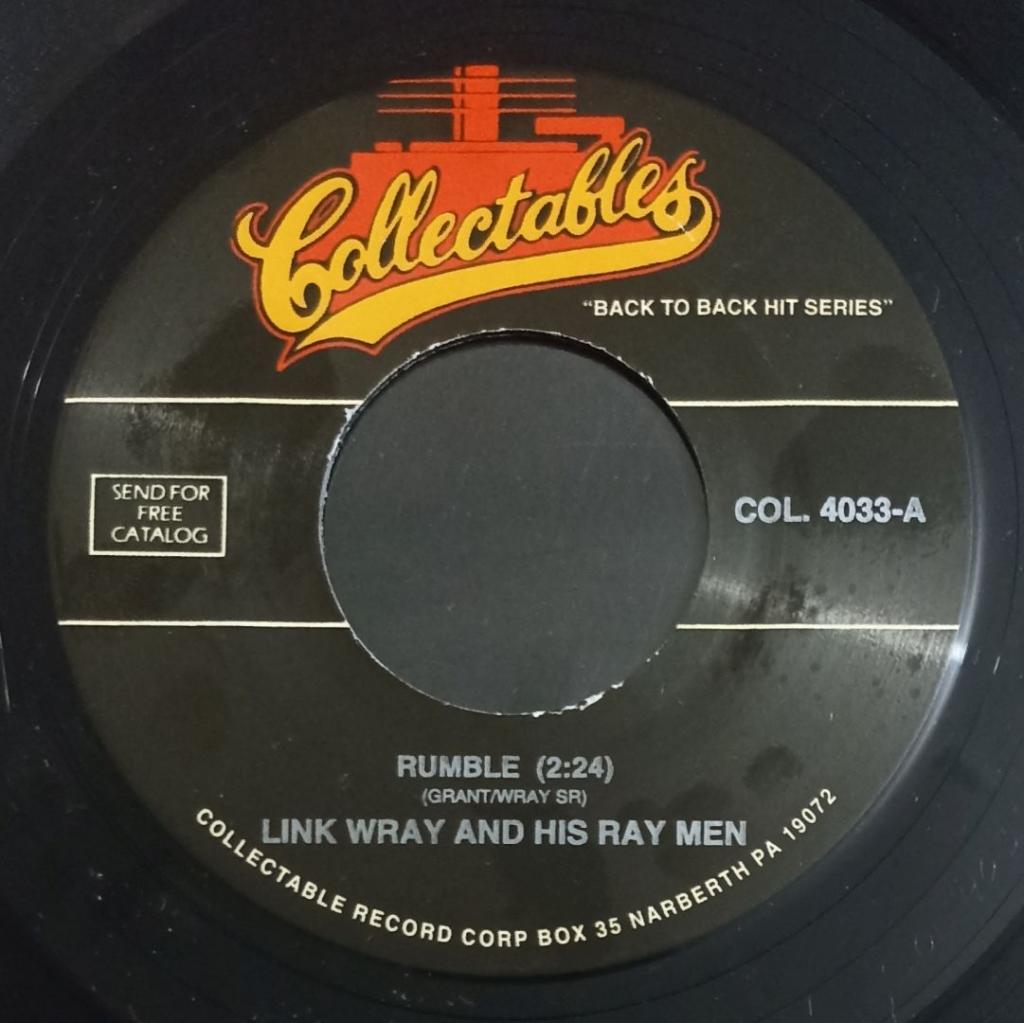 Collectables
"BACK TO BACK HIT SERIES"
SEND FOR
FREE
CATALOG
COL. 4033-A
RUMBLE (2:24)
(GRANT/WRAY SR)
LINK WRAY AND HIS RAY MEN
COLLECTABLE RECORD CORP BOX 35 NARBERTH PA 19072